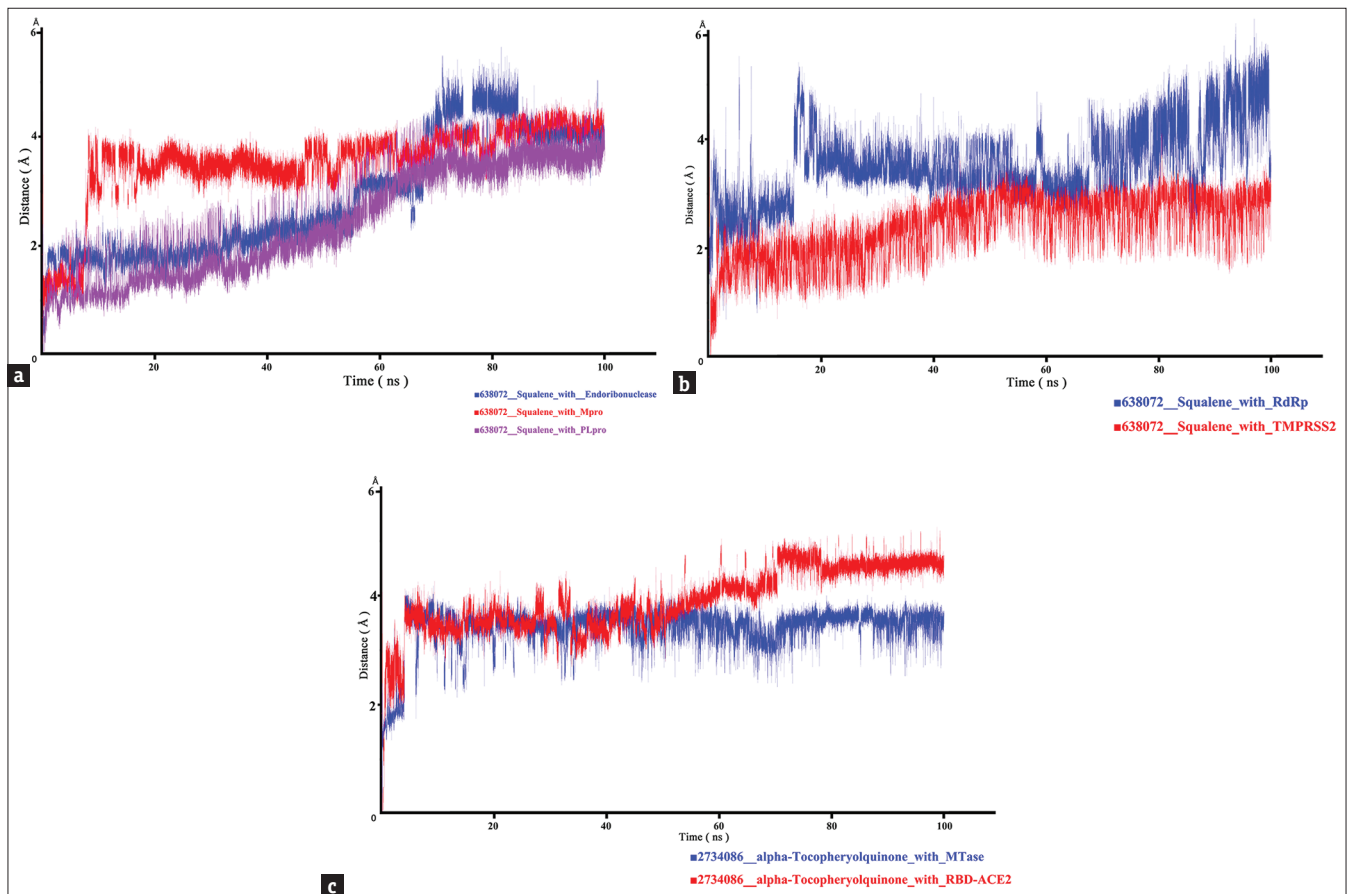 Å
6
4
2
0
Distance ( Å )
20
40
60
80
100
Time ( ns )
a
■638072__Squalene_with__Endoribonuclease
■638072__Squalene_with_Mpro
■638072__Squalene_with_PLpro
Å
6
4
2
0
Distance ( Å )
20
40
60
80
100
Time ( ns )
b
■638072__Squalene_with_RdRp
■638072__Squalene_with_TMPRSS2
Å
6
4
2
0
Distance ( Å )
20
40
60
80
100
Time ( ns )
c
■2734086__alpha-Tocopheryolquinone_with_MTase
■2734086__alpha-Tocopheryolquinone_with_RBD-ACE2